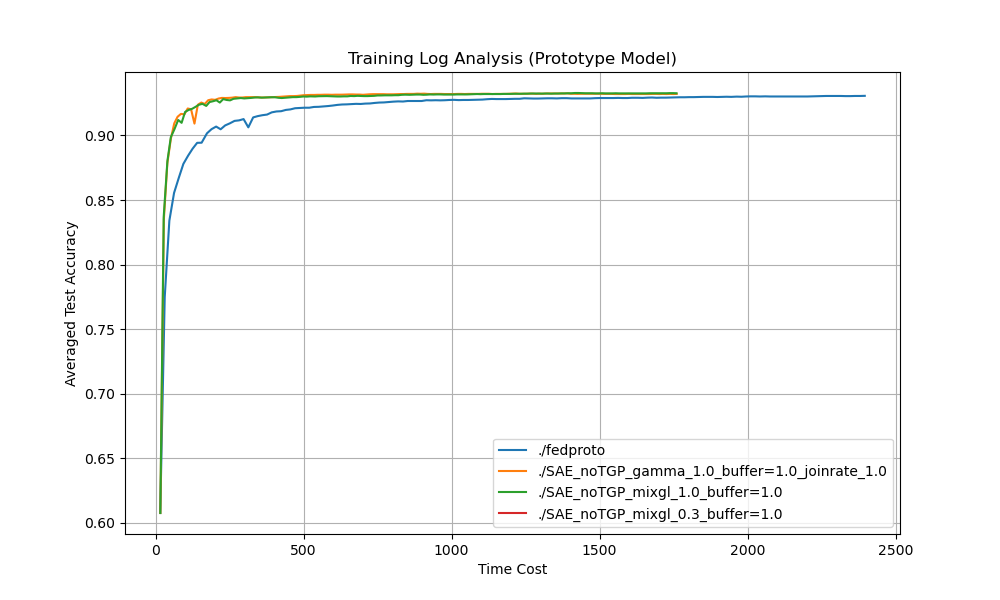 Training Log Analysis (Prototype Model)
Averaged Test Accuracy
0.90
0.85
0.80
0.75
0.70
0.65
0.60
./fedproto
./SAE_noTGP_gamma_1.0_buffer=1.0_joinrate_1.0
./SAE_noTGP_mixgl_1.0_buffer=1.0
./SAE_noTGP_mixgl_0.3_buffer=1.0
0 500 1000 1500 2000 2500
Time Cost